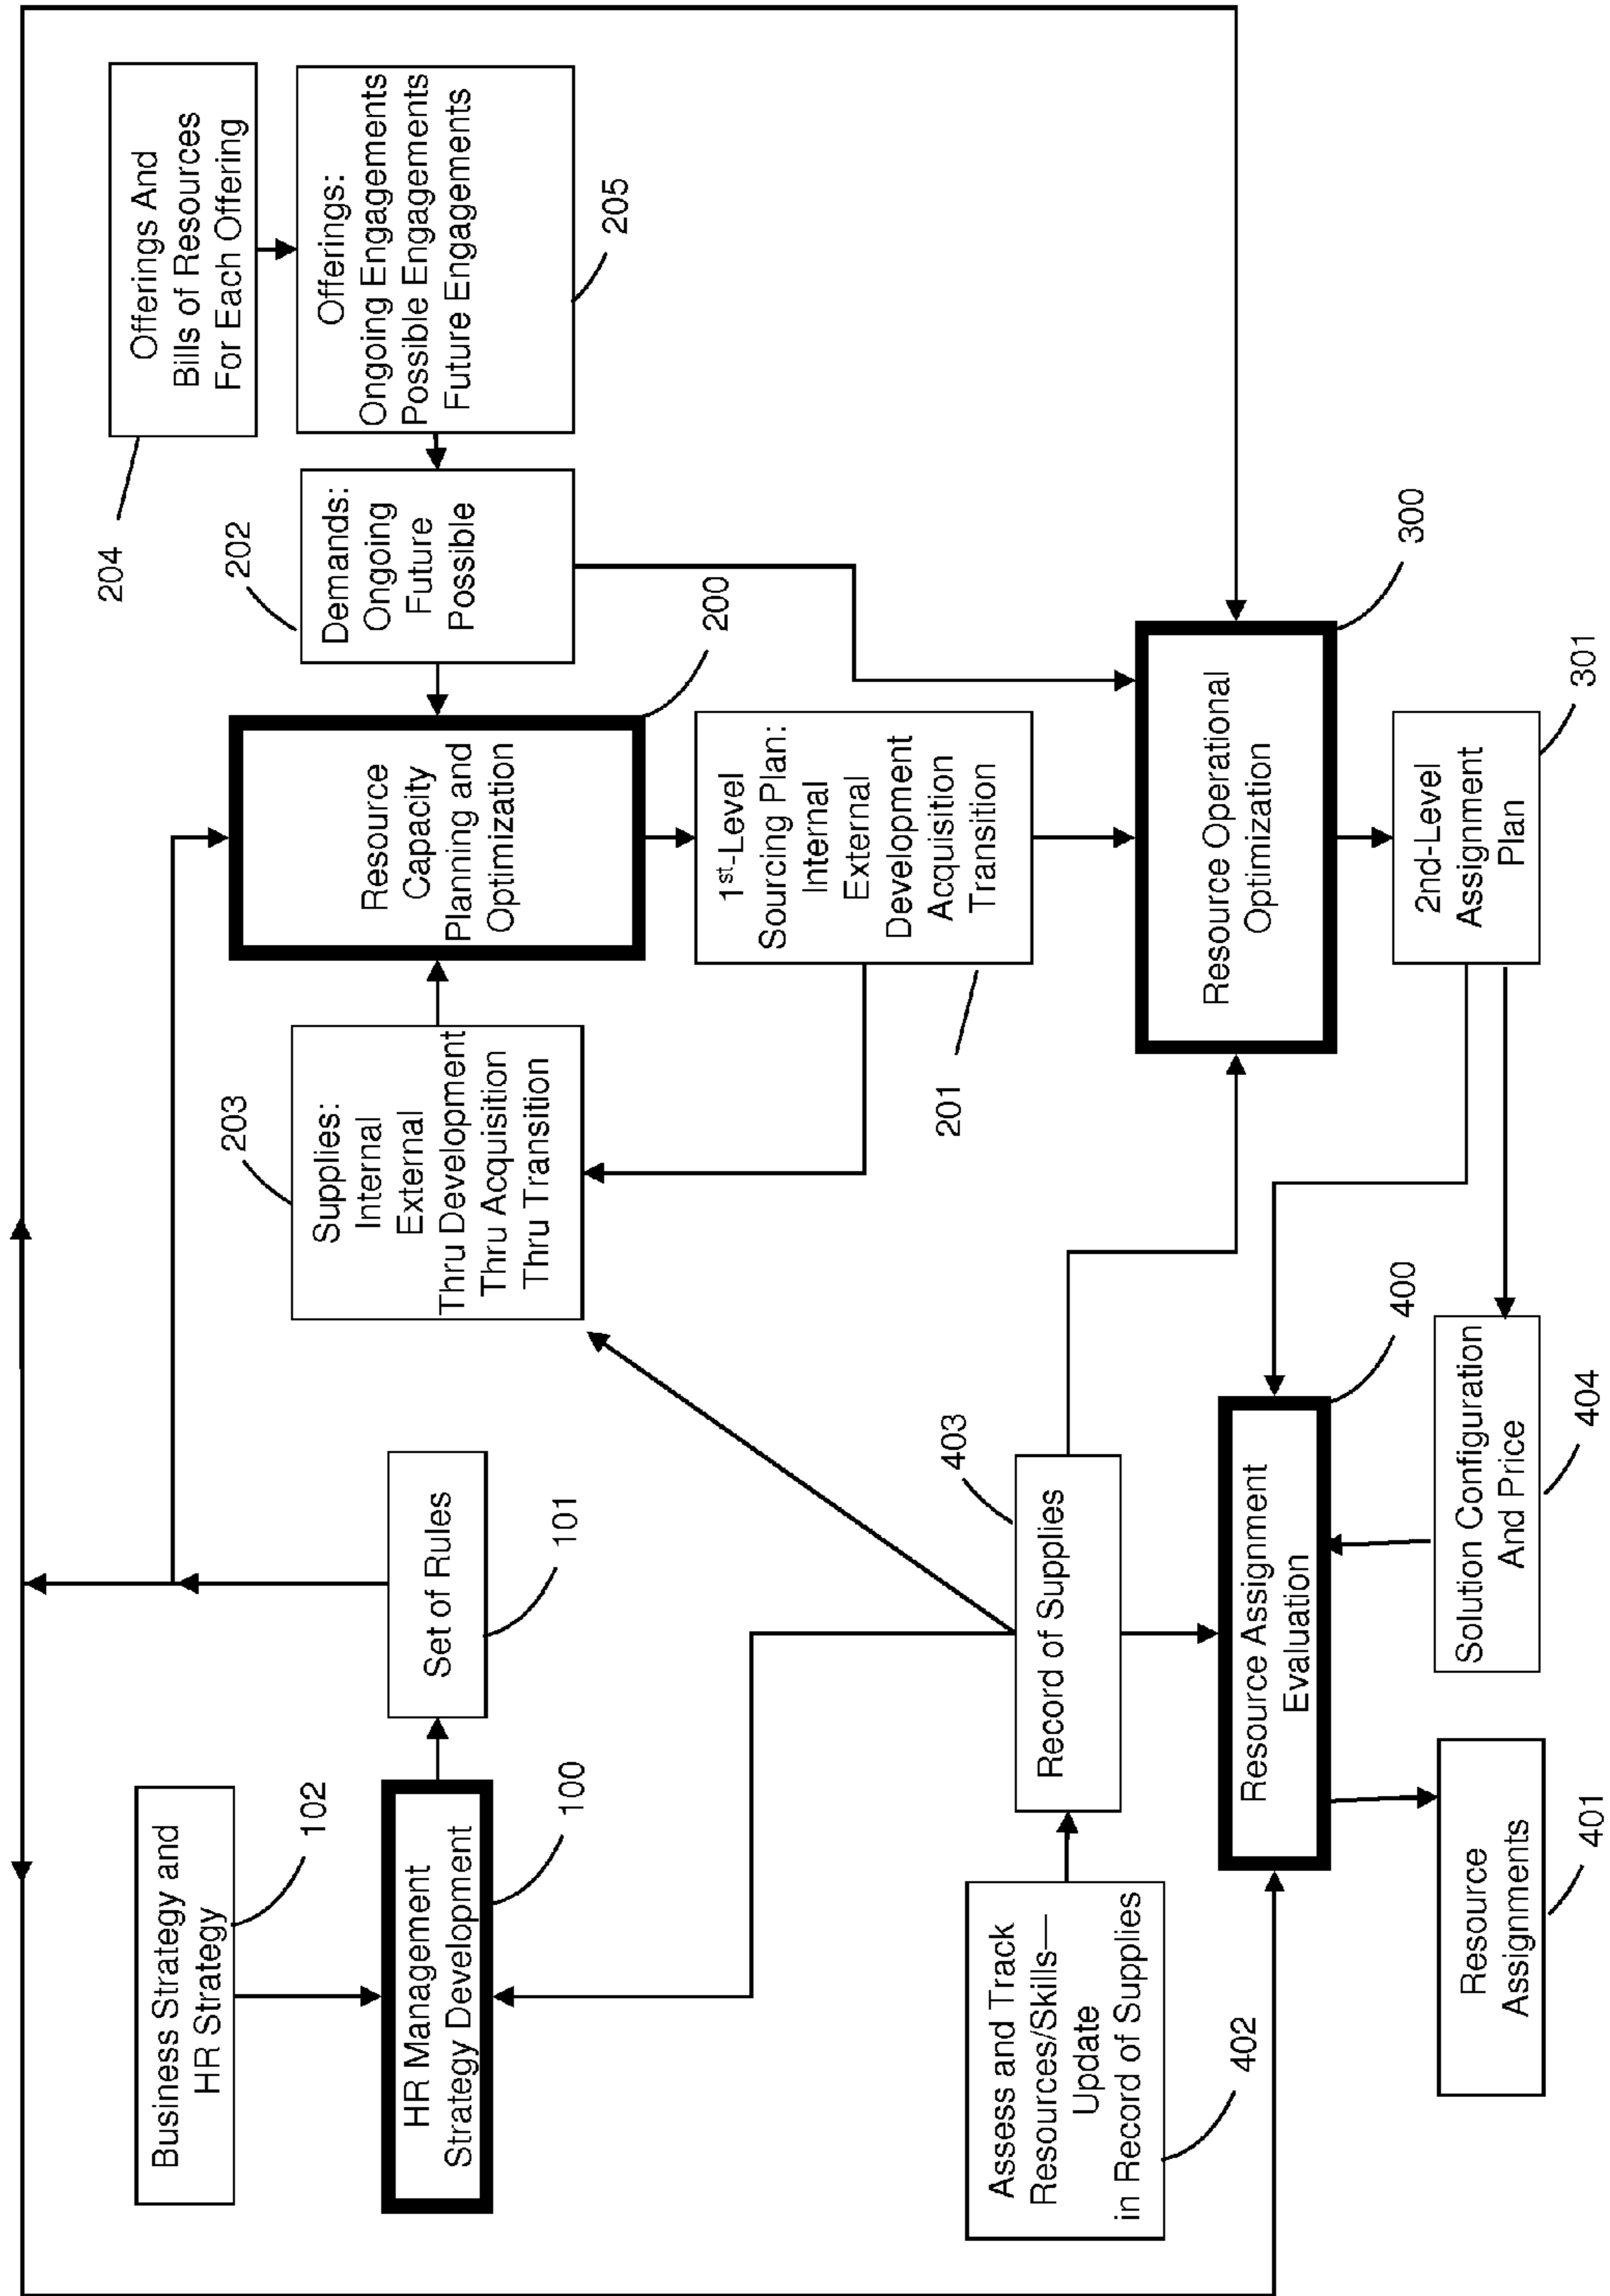 Business Strategy and
HR Strategy
102
HR Management
Strategy Development
100
Set of Rules
101
Supplies:
Internal
External
Thru Development
Thru Acquisition
Thru Transition
203
Resource
Capacity
Planning and
Optimization
200
Demands:
Ongoing
Future
Possible
202
Offerings And
Bills of Resources
For Each Offering
204
Offerings:
Ongoing Engagements
Possible Engagements
Future Engagements
205
1st-Level
Sourcing Plan:
Internal
External
Development
Acquisition
Transition
201
Assess and Track
Resources/Skills—
Update
in Record of Supplies
402
Record of Supplies
403
Resource Operational
Optimization
300
Resource Assignment
Evaluation
400
2nd-Level
Assignment
Plan
301
Resource
Assignments
401
Solution Configuration
And Price
404